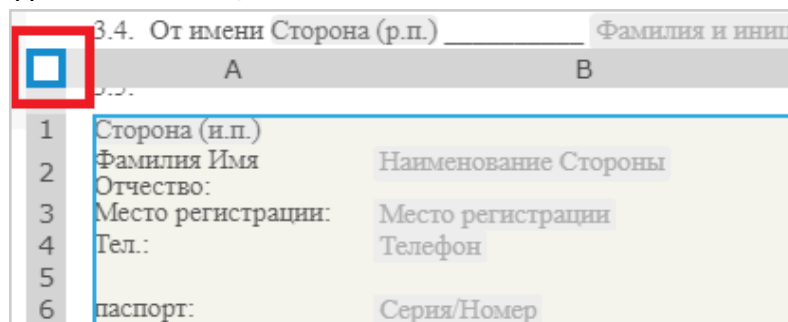 3.4. От имени Сторона (р.п.) __________ Фамилия и иниц
A B
1 Сторона (и.п.)
2 Фамилия Имя Отчество: Наименование Стороны
3 Место регистрации: Место регистрации
4 Тел.: Телефон
5
6 паспорт: Серия/Номер